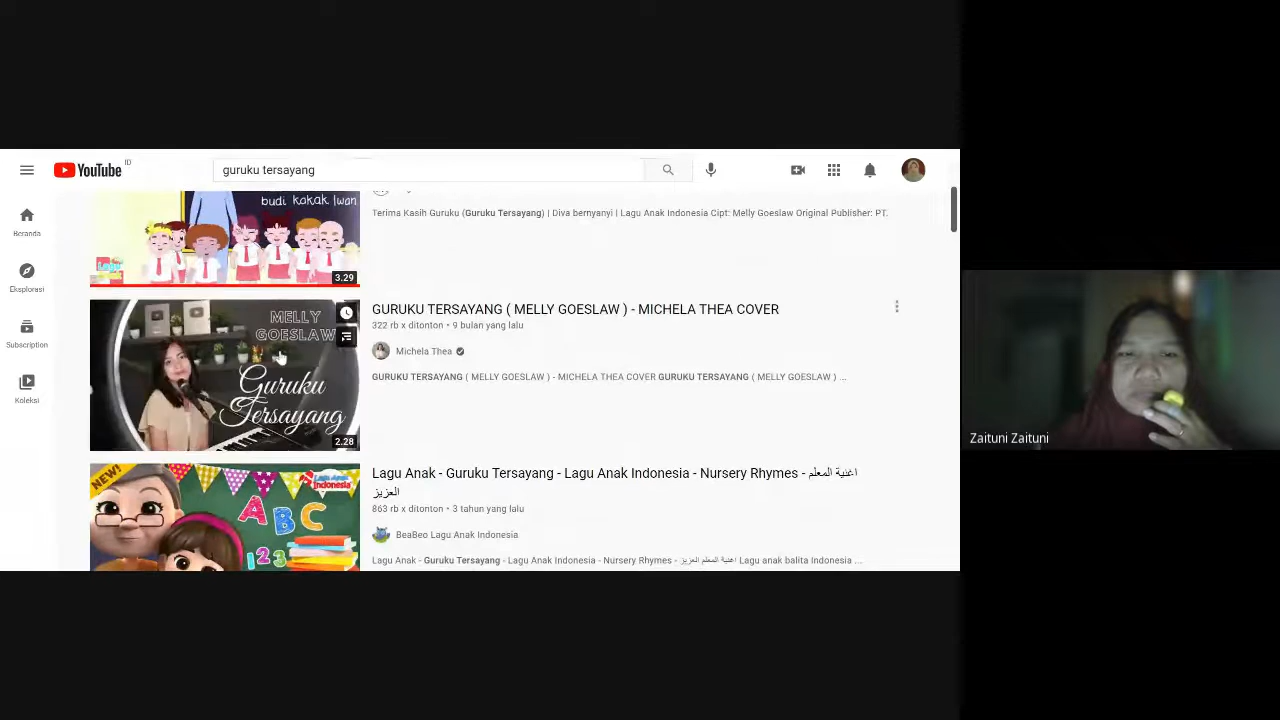 YouTube ID
guruku tersayang
Beranda
Eksplorasi
Subscription
Koleksi
budi kakak Iwan
Lagu
3.29
Terima Kasih Guruku (Guruku Tersayang) | Diva bernyanyi | Lagu Anak Indonesia Cipt: Melly Goeslaw Original Publisher: PT.
MELLY
GOESLAW
Guruku
Tersayang
2.28
GURUKU TERSAYANG ( MELLY GOESLAW ) - MICHELA THEA COVER
322 rb x ditonton • 9 bulan yang lalu
Michela Thea
GURUKU TERSAYANG ( MELLY GOESLAW ) - MICHELA THEA COVER GURUKU TERSAYANG ( MELLY GOESLAW ) ...
NEW!
Lagu Anak
Indonesia
ABC
123
Lagu Anak - Guruku Tersayang - Lagu Anak Indonesia - Nursery Rhymes - اغنية المعلم
العزيز
863 rb x ditonton • 3 tahun yang lalu
BeaBeo Lagu Anak Indonesia
Lagu Anak - Guruku Tersayang - Lagu Anak Indonesia - Nursery Rhymes - اغنية المعلم العزيز Lagu anak balita Indonesia ...
Zaituni Zaituni